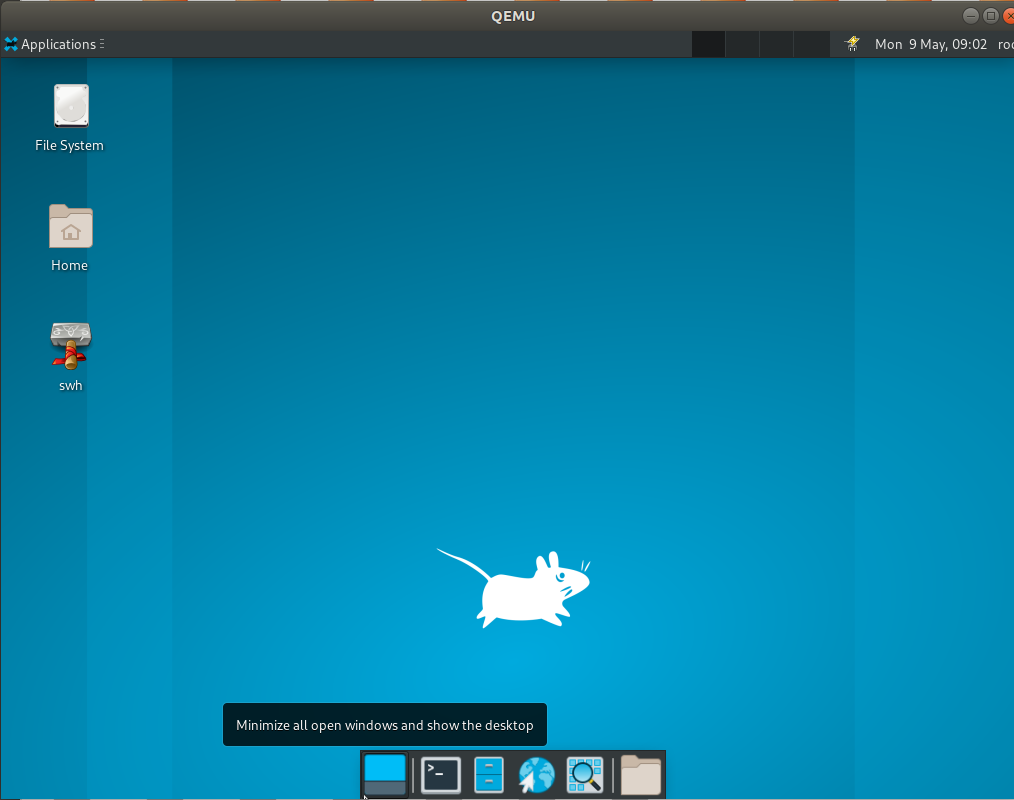 QEMU
Applications
Mon 9 May, 09:02 roo
File System
Home
swh
Minimize all open windows and show the desktop
>_